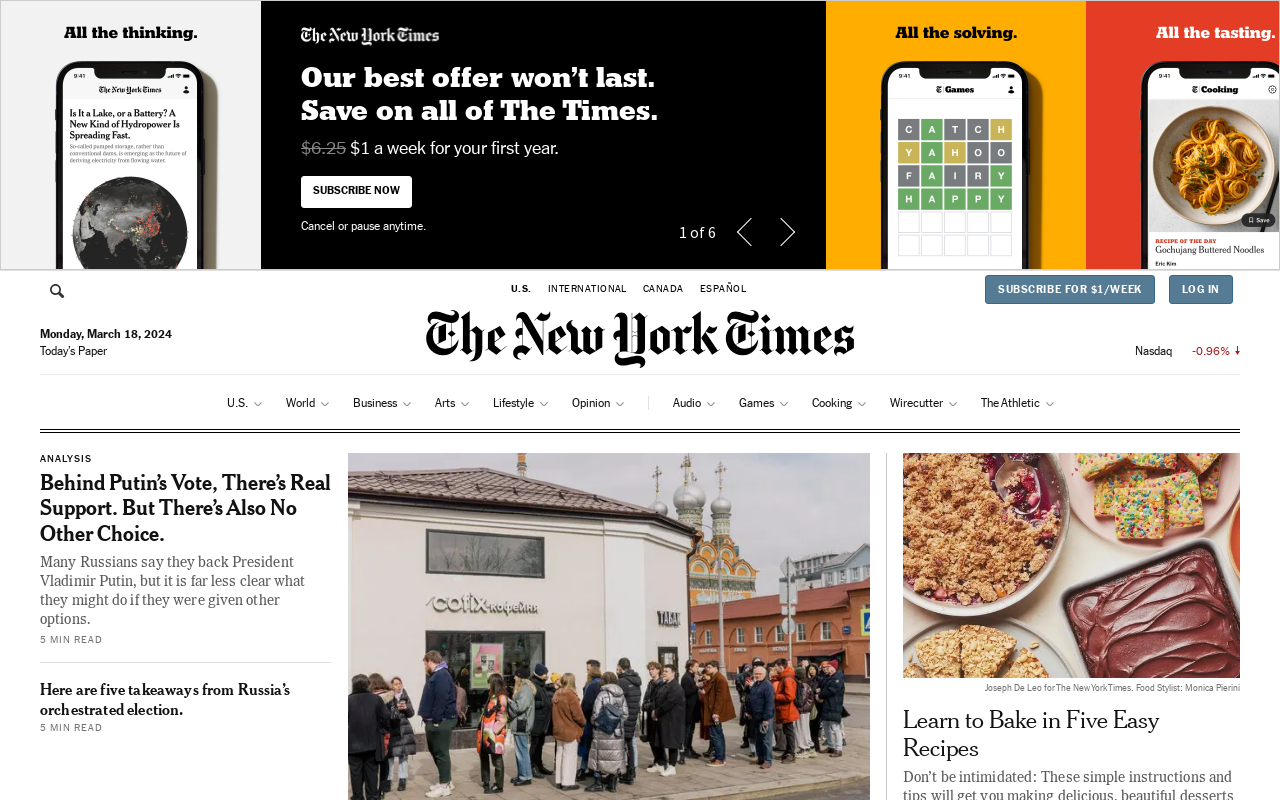 All the thinking.
9:41
The New York Times
Is It a Lake, or a Battery? A
New Kind of Hydropower Is
Spreading Fast.
So-called pumped storage, rather than
conventional dams, is emerging as the future of
deriving electricity from flowing water.
The New York Times
Our best offer won't last.
Save on all of The Times.
$6.25 $1 a week for your first year.
SUBSCRIBE NOW
Cancel or pause anytime.
1 of 6
All the solving.
9:41
Games
C A T C H
Y A H O O
F A I R Y
H A P P Y
All the tasting.
9:41
Cooking
Save
RECIPE OF THE DAY
Gochujang Buttered Noodles
Eric Kim
U.S. INTERNATIONAL CANADA ESPAÑOL
SUBSCRIBE FOR $1/WEEK LOG IN
Monday, March 18, 2024
Today's Paper
The New York Times
Nasdaq -0.96%
U.S. World Business Arts Lifestyle Opinion Audio Games Cooking Wirecutter The Athletic
ANALYSIS
Behind Putin's Vote, There's Real
Support. But There's Also No
Other Choice.
Many Russians say they back President
Vladimir Putin, but it is far less clear what
they might do if they were given other
options.
5 MIN READ
Here are five takeaways from Russia's
orchestrated election.
5 MIN READ
cofix кофейня
ТАБАК
Joseph De Leo for The New York Times. Food Stylist: Monica Pierini
Learn to Bake in Five Easy
Recipes
Don't be intimidated: These simple instructions and
tips will get you making delicious, beautiful desserts